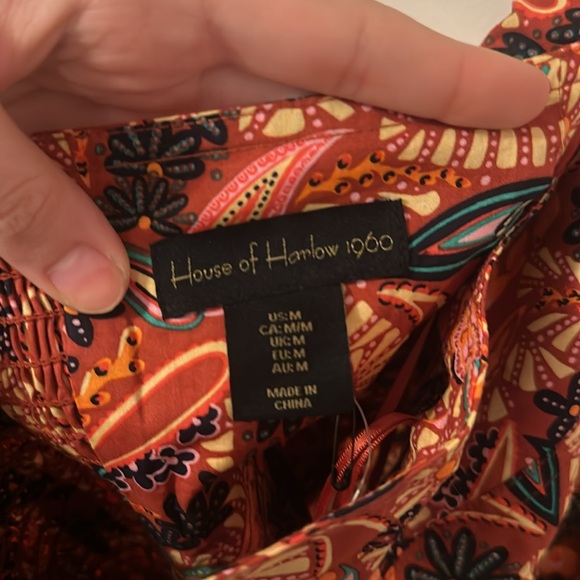 House of Harlow 1960
US:M
CA:M/M
UK:M
EU:M
AU:M
MADE IN
CHINA